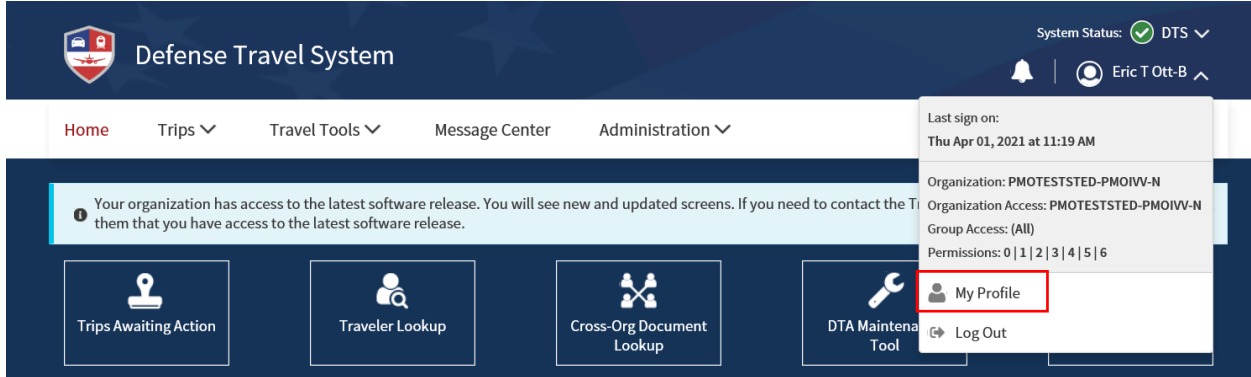 System Status: DTS
Defense Travel System
Eric T Ott-B
Home Trips Travel Tools Message Center Administration
Last sign on:
Thu Apr 01, 2021 at 11:19 AM
Organization: PMOTESTSTED-PMOIVV-N
Organization Access: PMOTESTSTED-PMOIVV-N
Group Access: (All)
Permissions: 0 | 1 | 2 | 3 | 4 | 5 | 6
My Profile
Log Out
Your organization has access to the latest software release. You will see new and updated screens. If you need to contact the
them that you have access to the latest software release.
Trips Awaiting Action
Traveler Lookup
Cross-Org Document
Lookup
DTA
Tool